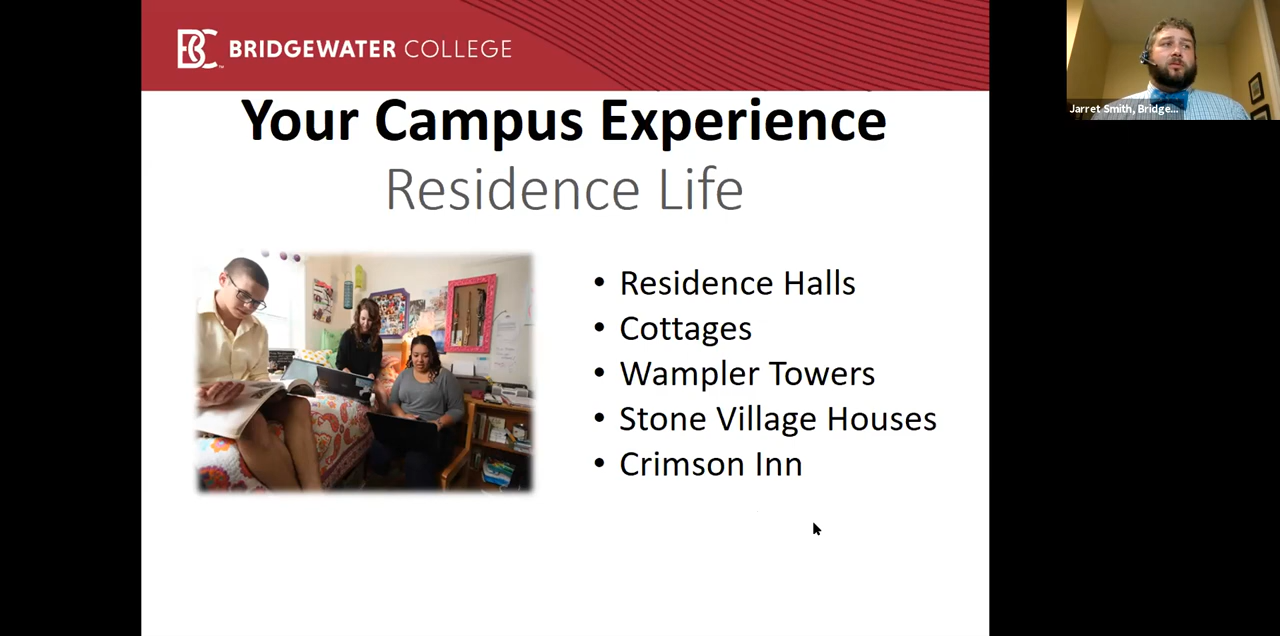 BC BRIDGEWATER COLLEGE
Your Campus Experience
Residence Life
• Residence Halls
• Cottages
• Wampler Towers
• Stone Village Houses
• Crimson Inn
Jarret Smith, Bridge...